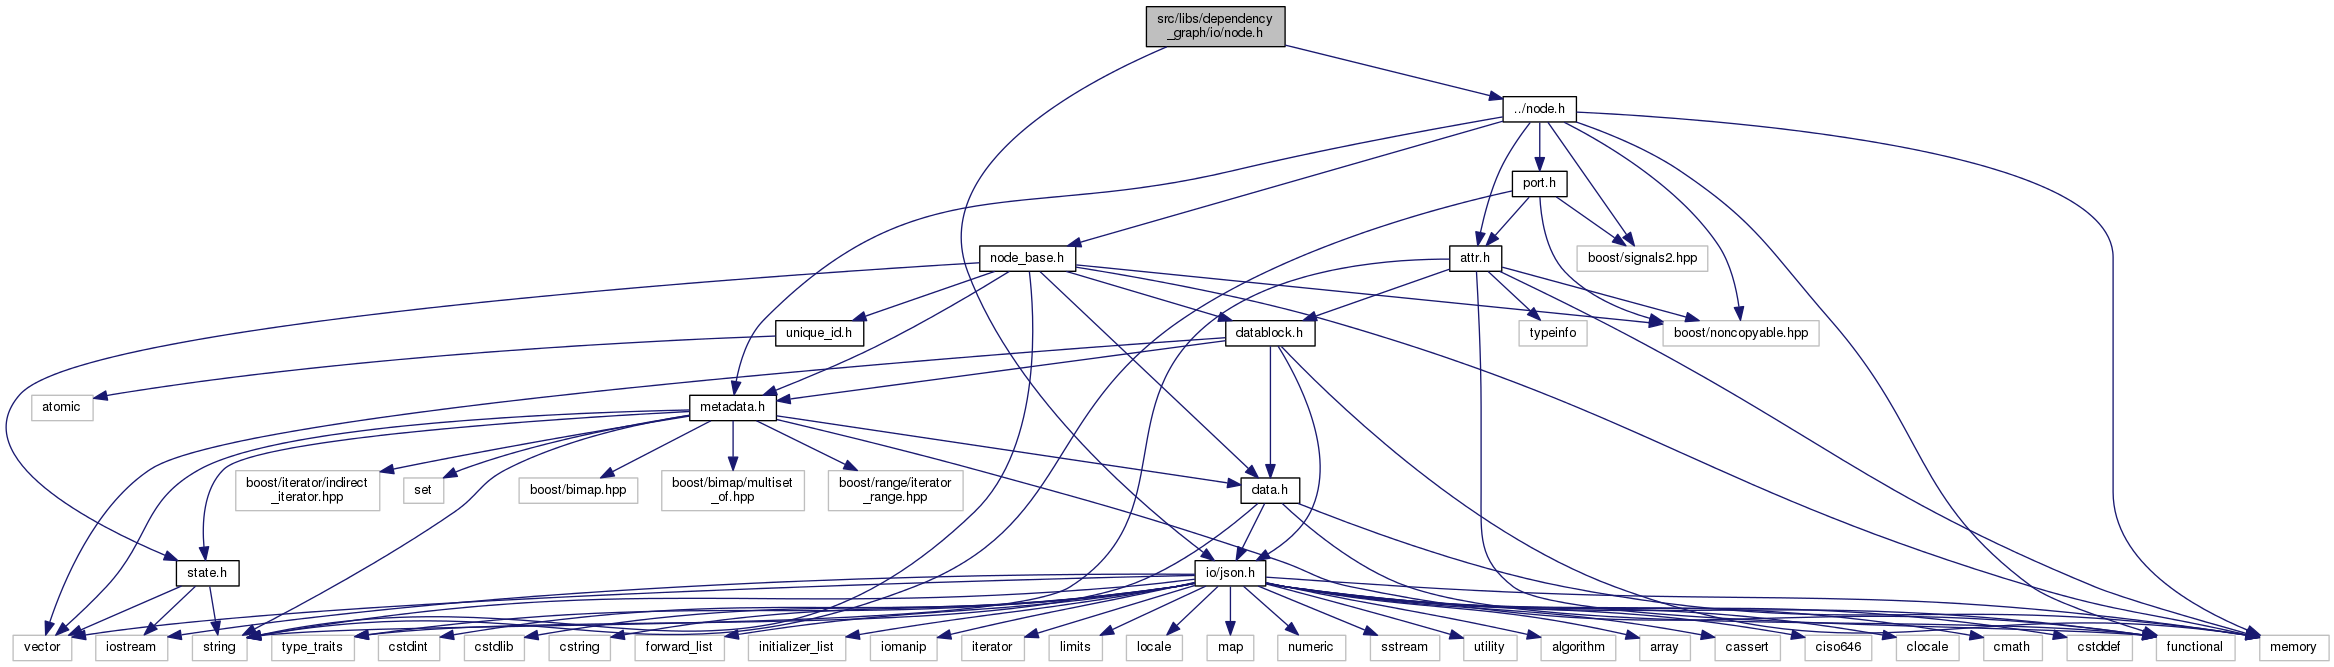 src/libs/dependency
_graph/io/node.h
../node.h
port.h
node_base.h
attr.h
boost/signals2.hpp
unique_id.h
datablock.h
typeinfo
boost/noncopyable.hpp
atomic
metadata.h
boost/iterator/indirect
_iterator.hpp
set
boost/bimap.hpp
boost/bimap/multiset
_of.hpp
boost/range/iterator
_range.hpp
data.h
state.h
io/json.h
vector
iostream
string
type_traits
cstdint
cstdlib
cstring
forward_list
initializer_list
iomanip
iterator
limits
locale
map
numeric
sstream
utility
algorithm
array
cassert
ciso646
clocale
cmath
cstddef
functional
memory